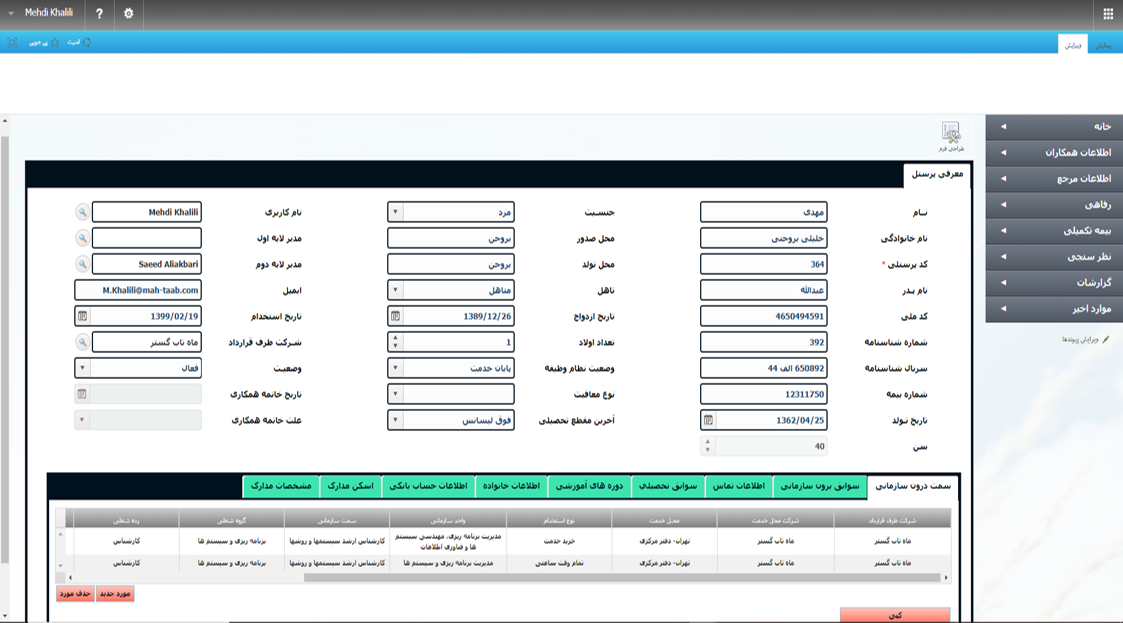 Mehdi Khalili ?
پیمایش ویرایش امنیت پی جویی
خانه
اطلاعات همکاران
اطلاعات مرجع
رفاهی
بیمه تکمیلی
نظر سنجی
گزارشات
موارد اخیر
ویرایش پیوندها
طراحی فرم
معرفی پرسنل
نام مهدی جنسیت مرد نام کاربری Mehdi Khalili
نام خانوادگی خلیلی بروجنی محل صدور بروجن مدیر لایه اول
کد پرسنلی * 364 محل تولد بروجن مدیر لایه دوم Saeed Aliakbari
نام پدر عبدالله تاهل متاهل ایمیل M.Khalili@mah-taab.com
کد ملی 4650494591 تاریخ ازدواج 1389/12/26 تاریخ استخدام 1399/02/19
شماره شناسنامه 392 تعداد اولاد 1 شرکت طرف قرارداد ماه تاب گستر
سریال شناسنامه 650892 الف 44 وضعیت نظام وظیفه پایان خدمت وضعیت فعال
شماره بیمه 12311750 نوع معافیت تاریخ خاتمه همکاری
تاریخ تولد 1362/04/25 آخرین مقطع تحصیلی فوق لیسانس علت خاتمه همکاری
سن 40
سمت درون سازمانی سوابق برون سازمانی اطلاعات تماس سوابق تحصیلی دوره های آموزشی اطلاعات خانواده اطلاعات حساب بانکی اسکن مدارک مشخصات مدارک
شرکت طرف قرارداد شرکت محل خدمت محل خدمت نوع استخدام واحد سازمانی سمت سازمانی گروه شغلی رده شغلی
ماه تاب گستر ماه تاب گستر تهران- دفتر مرکزی خرید خدمت مدیریت برنامه ریزی، مهندسی سیستم ها و فناوری اطلاعات کارشناس ارشد سیستمها و روشها برنامه ریزی و سیستم ها کارشناس
ماه تاب گستر ماه تاب گستر تهران- دفتر مرکزی تمام وقت ساعتی مدیریت برنامه ریزی و سیستم ها کارشناس ارشد سیستمها و روشها برنامه ریزی و سیستم ها کارشناس
مورد جدید حذف مورد
کپی